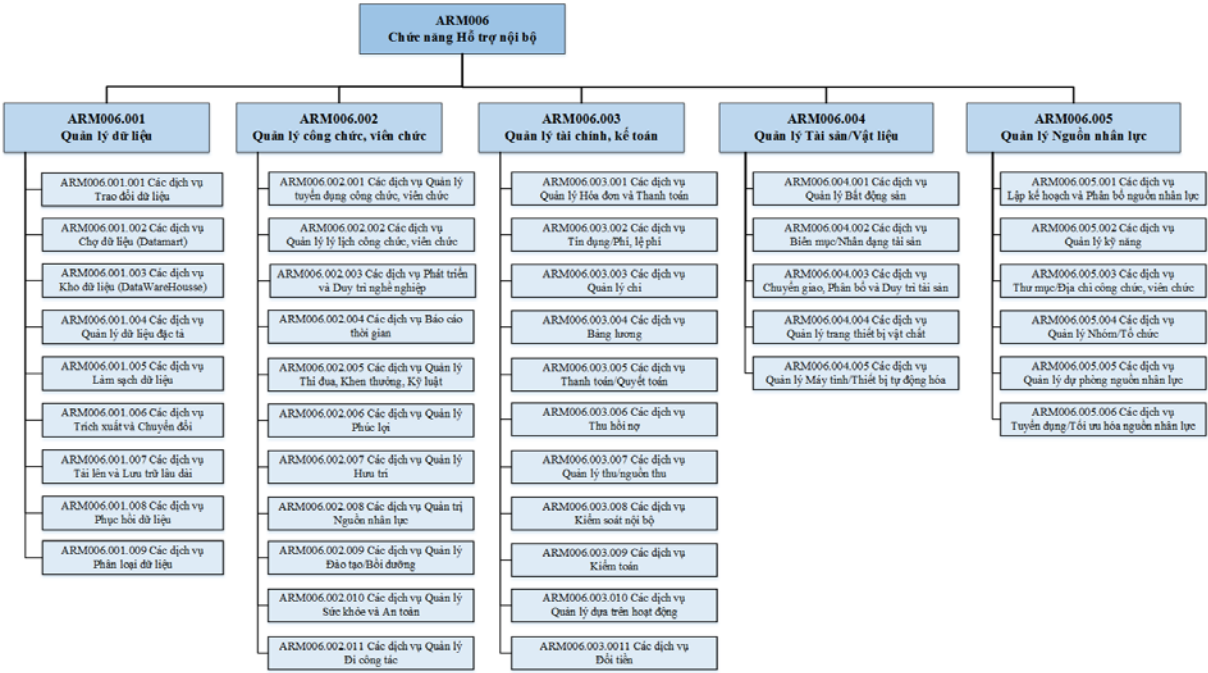 ARM006
Chức năng Hỗ trợ nội bộ
ARM006.001
Quản lý dữ liệu
ARM006.001.001 Các dịch vụ
Trao đổi dữ liệu
ARM006.001.002 Các dịch vụ
Chợ dữ liệu (Datamart)
ARM006.001.003 Các dịch vụ
Kho dữ liệu (DataWareHousse)
ARM006.001.004 Các dịch vụ
Quản lý dữ liệu đặc tả
ARM006.001.005 Các dịch vụ
Làm sạch dữ liệu
ARM006.001.006 Các dịch vụ
Trích xuất và Chuyển đổi
ARM006.001.007 Các dịch vụ
Tải lên và Lưu trữ lâu dài
ARM006.001.008 Các dịch vụ
Phục hồi dữ liệu
ARM006.001.009 Các dịch vụ
Phân loại dữ liệu
ARM006.002
Quản lý công chức, viên chức
ARM006.002.001 Các dịch vụ Quản lý
tuyển dụng công chức, viên chức
ARM006.002.002 Các dịch vụ
Quản lý lý lịch công chức, viên chức
ARM006.002.003 Các dịch vụ Phát triển
và Duy trì nghề nghiệp
ARM006.002.004 Các dịch vụ Báo cáo
thời gian
ARM006.002.005 Các dịch vụ Quản lý
Thi đua, Khen thưởng, Kỷ luật
ARM006.002.006 Các dịch vụ Quản lý
Phúc lợi
ARM006.002.007 Các dịch vụ Quản lý
Hưu trí
ARM006.002.008 Các dịch vụ Quản trị
Nguồn nhân lực
ARM006.002.009 Các dịch vụ Quản lý
Đào tạo/Bồi dưỡng
ARM006.002.010 Các dịch vụ Quản lý
Sức khỏe và An toàn
ARM006.002.011 Các dịch vụ Quản lý
Đi công tác
ARM006.003
Quản lý tài chính, kế toán
ARM006.003.001 Các dịch vụ
Quản lý Hóa đơn và Thanh toán
ARM006.003.002 Các dịch vụ
Tín dụng/Phí, lệ phí
ARM006.003.003 Các dịch vụ
Quản lý chi
ARM006.003.004 Các dịch vụ
Bảng lương
ARM006.003.005 Các dịch vụ
Thanh toán/Quyết toán
ARM006.003.006 Các dịch vụ
Thu hồi nợ
ARM006.003.007 Các dịch vụ
Quản lý thu/nguồn thu
ARM006.003.008 Các dịch vụ
Kiểm soát nội bộ
ARM006.003.009 Các dịch vụ
Kiểm toán
ARM006.003.010 Các dịch vụ
Quản lý dựa trên hoạt động
ARM006.003.0011 Các dịch vụ
Đổi tiền
ARM006.004
Quản lý Tài sản/Vật liệu
ARM006.004.001 Các dịch vụ
Quản lý Bất động sản
ARM006.004.002 Các dịch vụ
Biên mục/Nhận dạng tài sản
ARM006.004.003 Các dịch vụ
Chuyển giao, Phân bổ và Duy trì tài sản
ARM006.004.004 Các dịch vụ
Quản lý trang thiết bị vật chất
ARM006.004.005 Các dịch vụ
Quản lý Máy tính/Thiết bị tự động hóa
ARM006.005
Quản lý Nguồn nhân lực
ARM006.005.001 Các dịch vụ
Lập kế hoạch và Phân bổ nguồn nhân lực
ARM006.005.002 Các dịch vụ
Quản lý kỹ năng
ARM006.005.003 Các dịch vụ
Thư mục/Địa chỉ công chức, viên chức
ARM006.005.004 Các dịch vụ
Quản lý Nhóm/Tổ chức
ARM006.005.005 Các dịch vụ
Quản lý dự phòng nguồn nhân lực
ARM006.005.006 Các dịch vụ
Tuyển dụng/Tối ưu hóa nguồn nhân lực